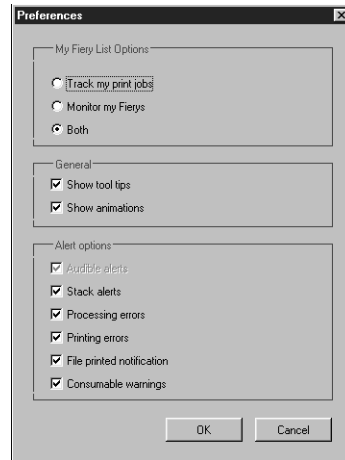 Preferences
My Fiery List Options
Track my print jobs
Monitor my Fierys
Both
General
Show tool tips
Show animations
Alert options
Audible alerts
Stack alerts
Processing errors
Printing errors
File printed notification
Consumable warnings
OK Cancel